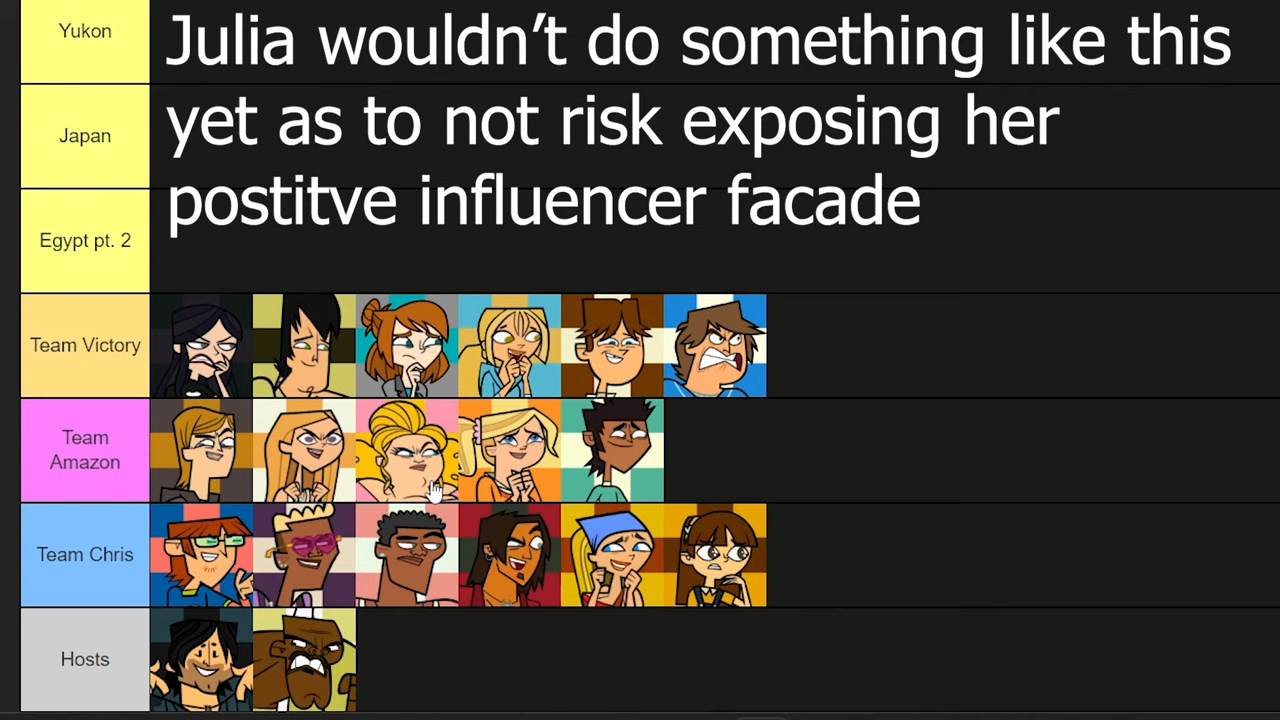 Yukon
Julia wouldn't do something like this
yet as to not risk exposing her
postitve influencer facade
Japan
Egypt pt. 2
Team Victory
Team
Amazon
Team Chris
Hosts